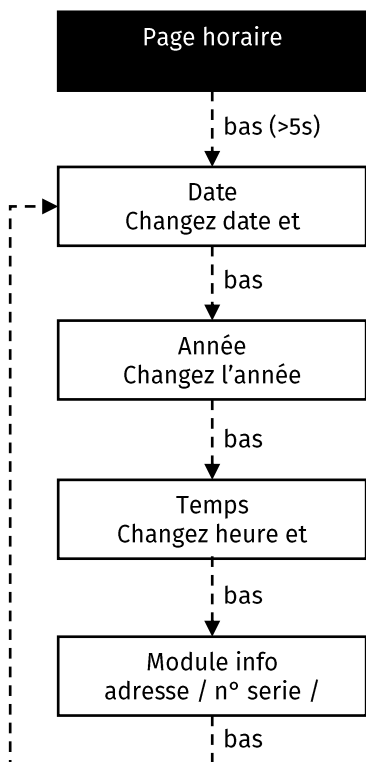 Page horaire
bas (>5s)
Date
Changez date et
bas
Année
Changez l’année
bas
Temps
Changez heure et
bas
Module info
adresse / n° serie /
bas